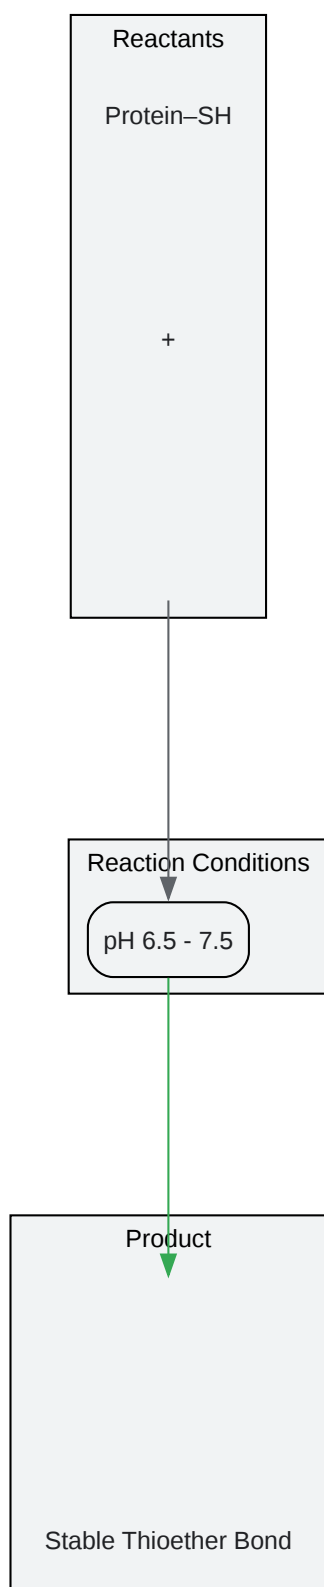 Reactants
Protein–SH
+
Reaction Conditions
pH 6.5 - 7.5
Product
Stable Thioether Bond